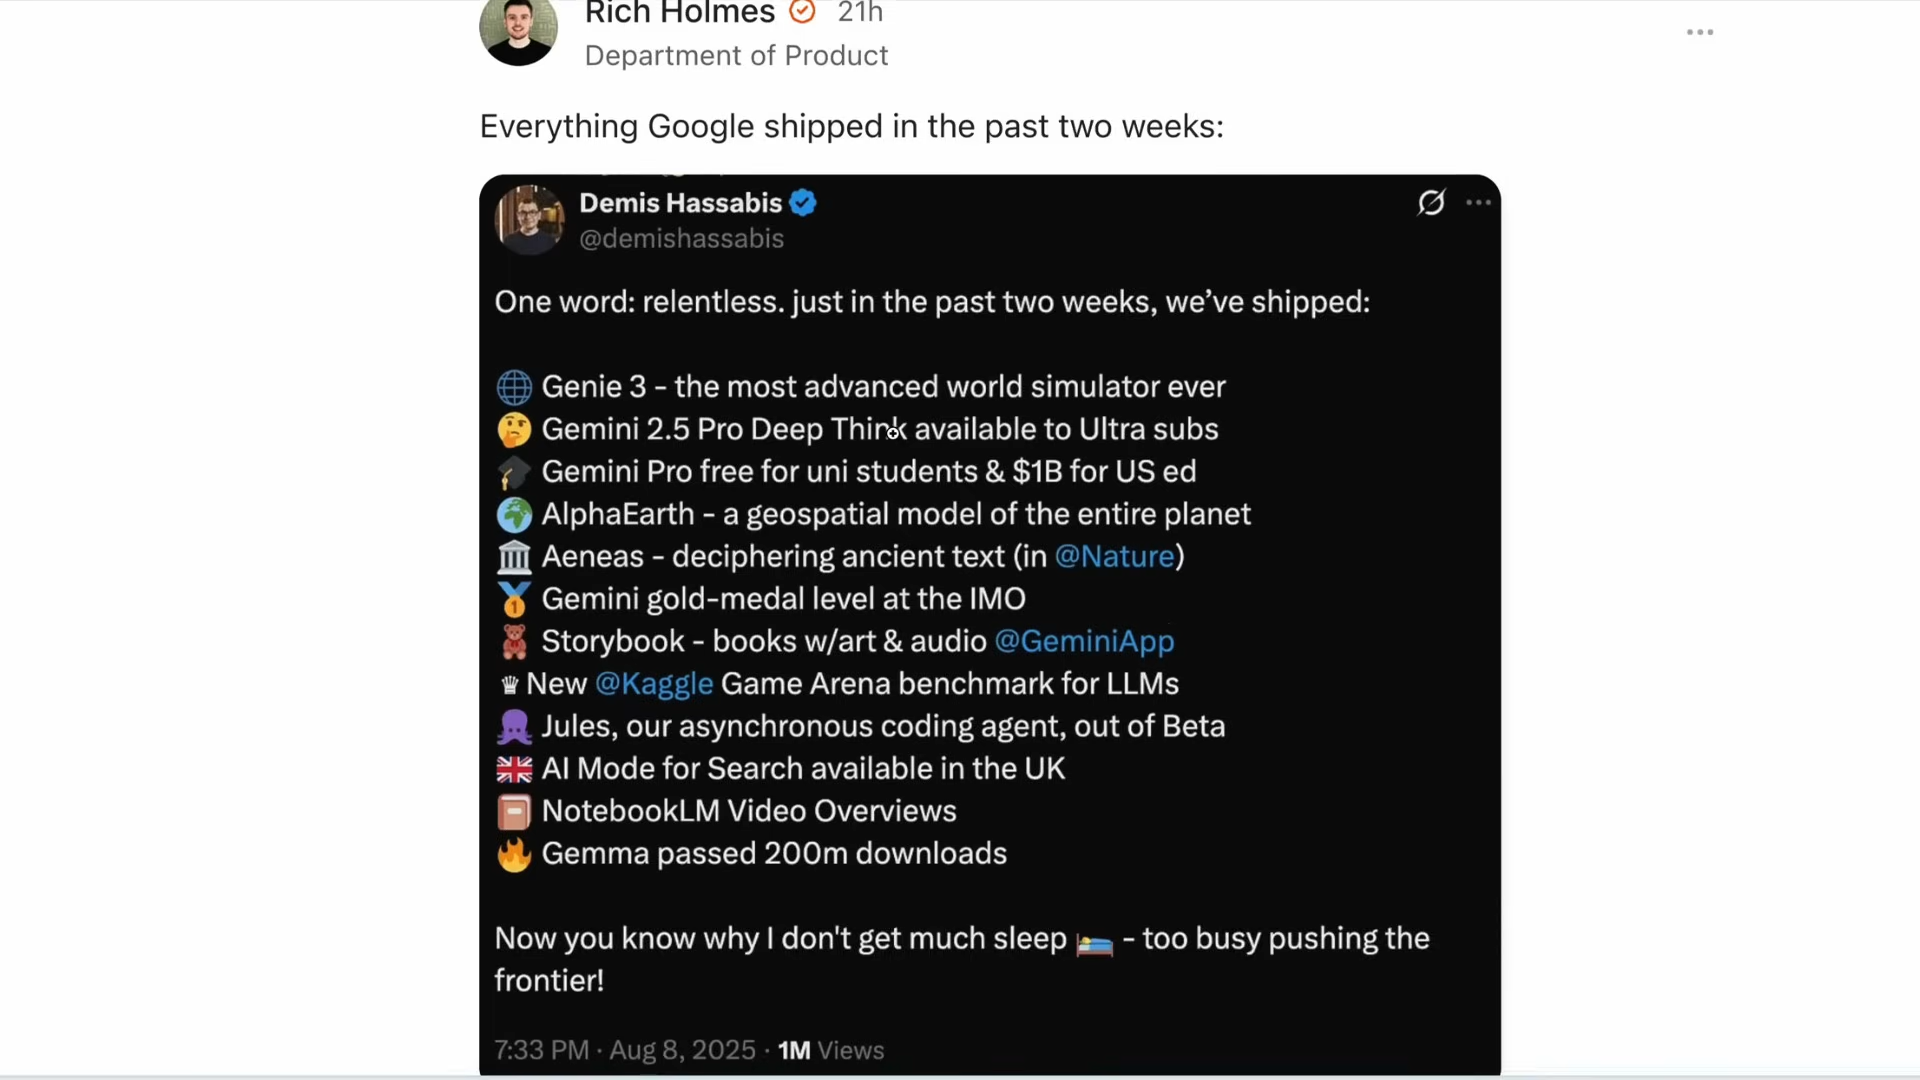 Rich Holmes 21h
Department of Product
Everything Google shipped in the past two weeks:
Demis Hassabis
@demishassabis
One word: relentless. just in the past two weeks, we’ve shipped:
🌐 Genie 3 - the most advanced world simulator ever
🤔 Gemini 2.5 Pro Deep Think available to Ultra subs
🎓 Gemini Pro free for uni students & $1B for US ed
🌍 AlphaEarth - a geospatial model of the entire planet
🏛️ Aeneas - deciphering ancient text (in @Nature)
🥇 Gemini gold-medal level at the IMO
🧸 Storybook - books w/art & audio @GeminiApp
♛ New @Kaggle Game Arena benchmark for LLMs
🐙 Jules, our asynchronous coding agent, out of Beta
🇬🇧 AI Mode for Search available in the UK
📔 NotebookLM Video Overviews
🔥 Gemma passed 200m downloads
Now you know why I don't get much sleep 🛌 - too busy pushing the
frontier!
7:33 PM · Aug 8, 2025 · 1M Views